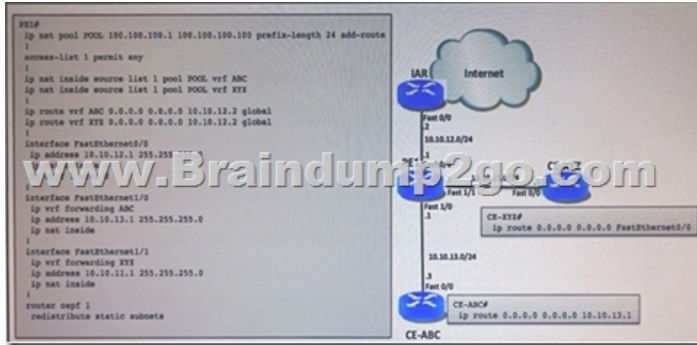 PE1#
ip nat pool POOL 100.100.100.1 100.100.100.100 prefix-length 24 add-route
!
access-list 1 permit any
!
ip nat inside source list 1 pool POOL vrf ABC
ip nat inside source list 1 pool POOL vrf XYZ
!
ip route vrf ABC 0.0.0.0 0.0.0.0 10.10.12.2 global
ip route vrf XYZ 0.0.0.0 0.0.0.0 10.10.12.2 global
!
interface FastEthernet0/0
ip address 10.10.12.1 255.255.255.0
www.Braindump2go.com
interface FastEthernet1/0
ip vrf forwarding ABC
ip address 10.10.13.1 255.255.255.0
ip nat inside
!
interface FastEthernet1/1
ip vrf forwarding XYZ
ip address 10.10.11.1 255.255.255.0
ip nat inside
!
router ospf 1
redistribute static subnets
IAR
Internet
Fast 0/0
.2
10.10.12.0/24
.1
Fast 1/1
Fast 0/0
Fast 1/0
.1
CE-XYZ#
ip route 0.0.0.0 0.0.0.0 FastEthernet0/0
10.10.13.0/24
.3
Fast 0/0
CE-ABC#
ip route 0.0.0.0 0.0.0.0 10.10.13.1
CE-ABC